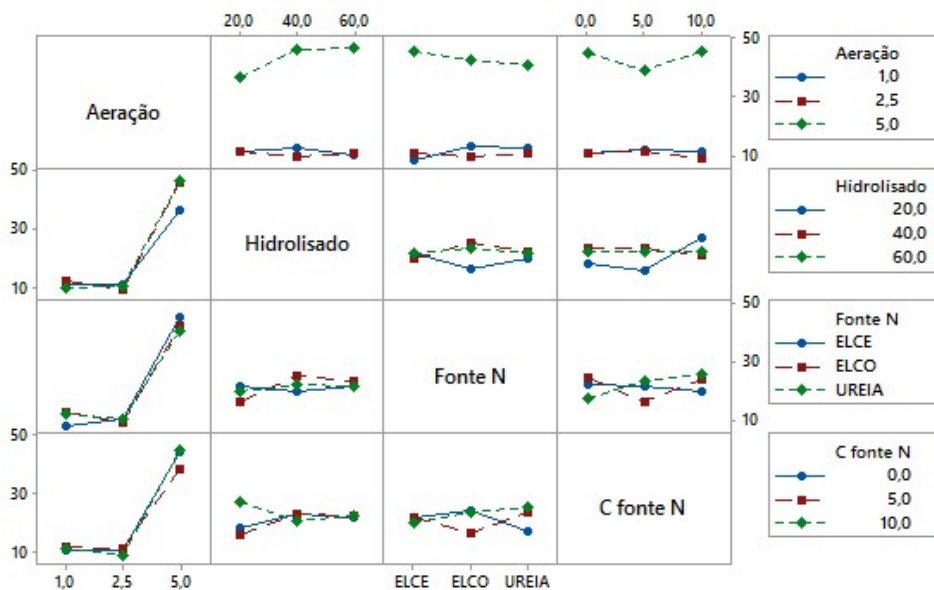 20,0 40,0 60,0
0,0 5,0 10,0
Aeração
50
30
10
Aeração
1,0
2,5
5,0
50
30
10
Hidrolisado
Hidrolisado
20,0
40,0
60,0
Fonte N
50
30
10
Fonte N
ELCE
ELCO
UREIA
50
30
10
C fonte N
C fonte N
0,0
5,0
10,0
1,0 2,5 5,0
ELCE ELCO UREIA